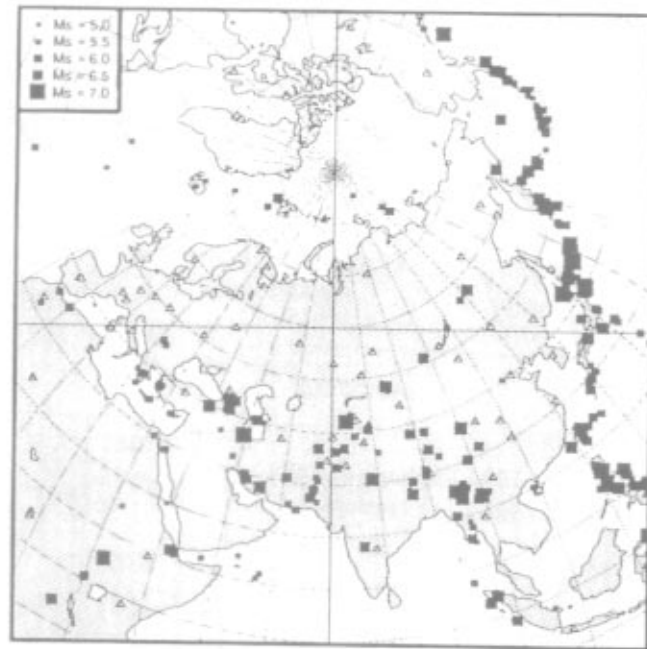 Ms = 5.0
Ms = 5.5
Ms = 6.0
Ms = 6.5
Ms = 7.0